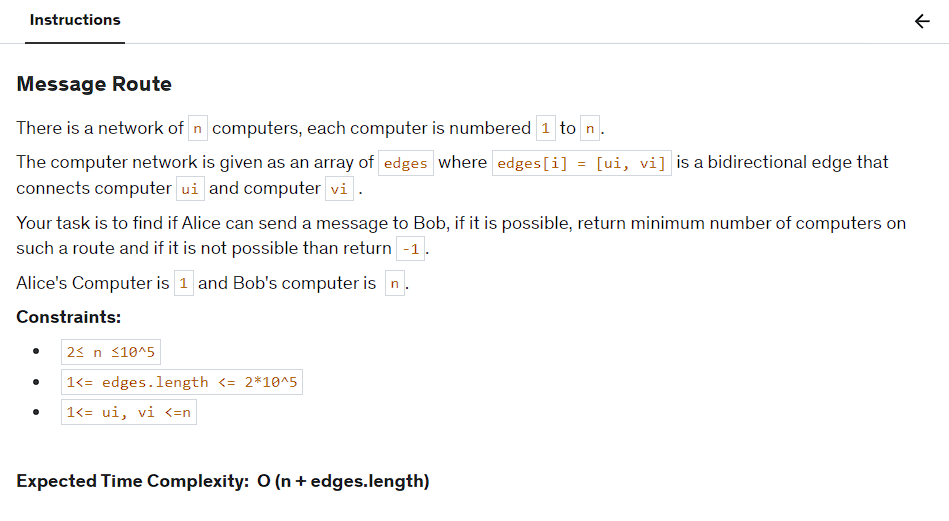 Instructions
←
Message Route
There is a network of n computers, each computer is numbered 1 to n.
The computer network is given as an array of edges where edges[i] = [ui, vi] is a bidirectional edge that
connects computer ui and computer vi .
Your task is to find if Alice can send a message to Bob, if it is possible, return minimum number of computers on
such a route and if it is not possible than return -1.
Alice's Computer is 1 and Bob's computer is n.
Constraints:
• 2≤ n ≤10^5
• 1<= edges.length <= 2*10^5
• 1<= ui, vi <=n
Expected Time Complexity: O (n + edges.length)